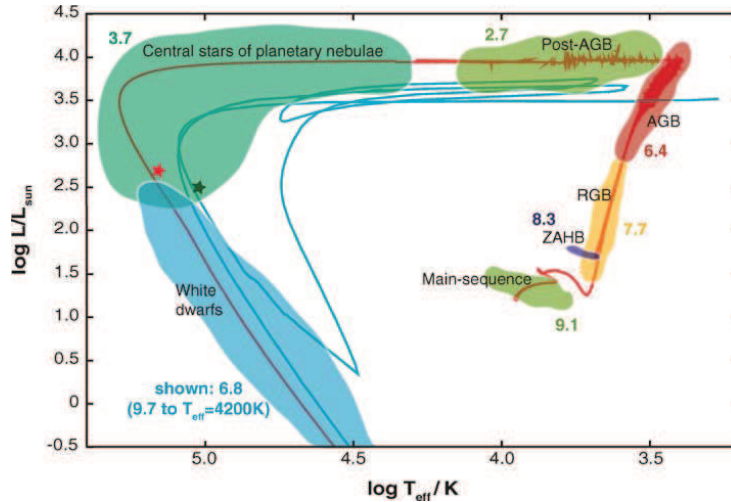 4.5
3.7
Central stars of planetary nebulae
2.7
Post-AGB
4.0
3.5
AGB
6.4
3.0
RGB
2.5
8.3
ZAHB
7.7
2.0
1.5
Main-sequence
White
dwarfs
9.1
1.0
0.5
shown: 6.8
(9.7 to Teff=4200K)
0
-0.5
5.0
4.5
4.0
3.5
log L/Lsun
log Teff / K